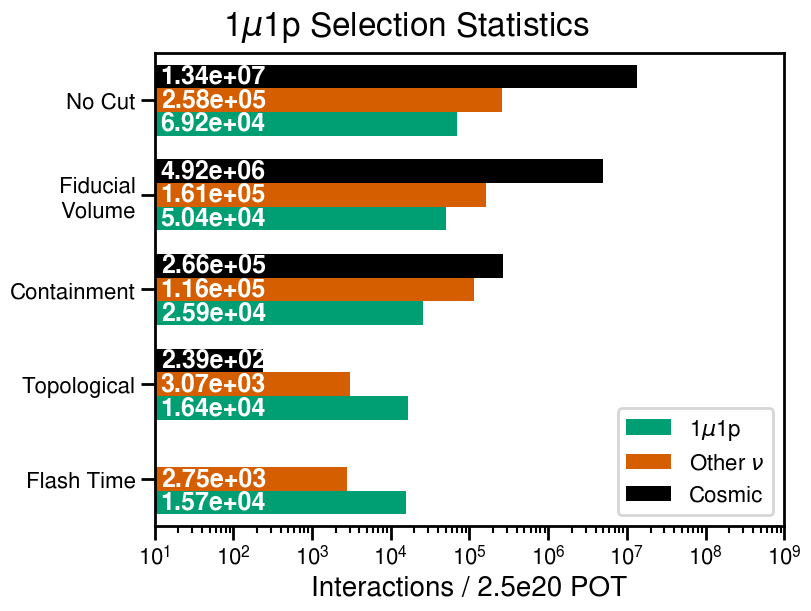 1μ1p Selection Statistics
No Cut
1.34e+07
2.58e+05
6.92e+04
Fiducial
Volume
4.92e+06
1.61e+05
5.04e+04
Containment
2.66e+05
1.16e+05
2.59e+04
Topological
2.39e+02
3.07e+03
1.64e+04
Flash Time
2.75e+03
1.57e+04
1μ1p
Other ν
Cosmic
10¹ 10² 10³ 10⁴ 10⁵ 10⁶ 10⁷ 10⁸ 10⁹
Interactions / 2.5e20 POT